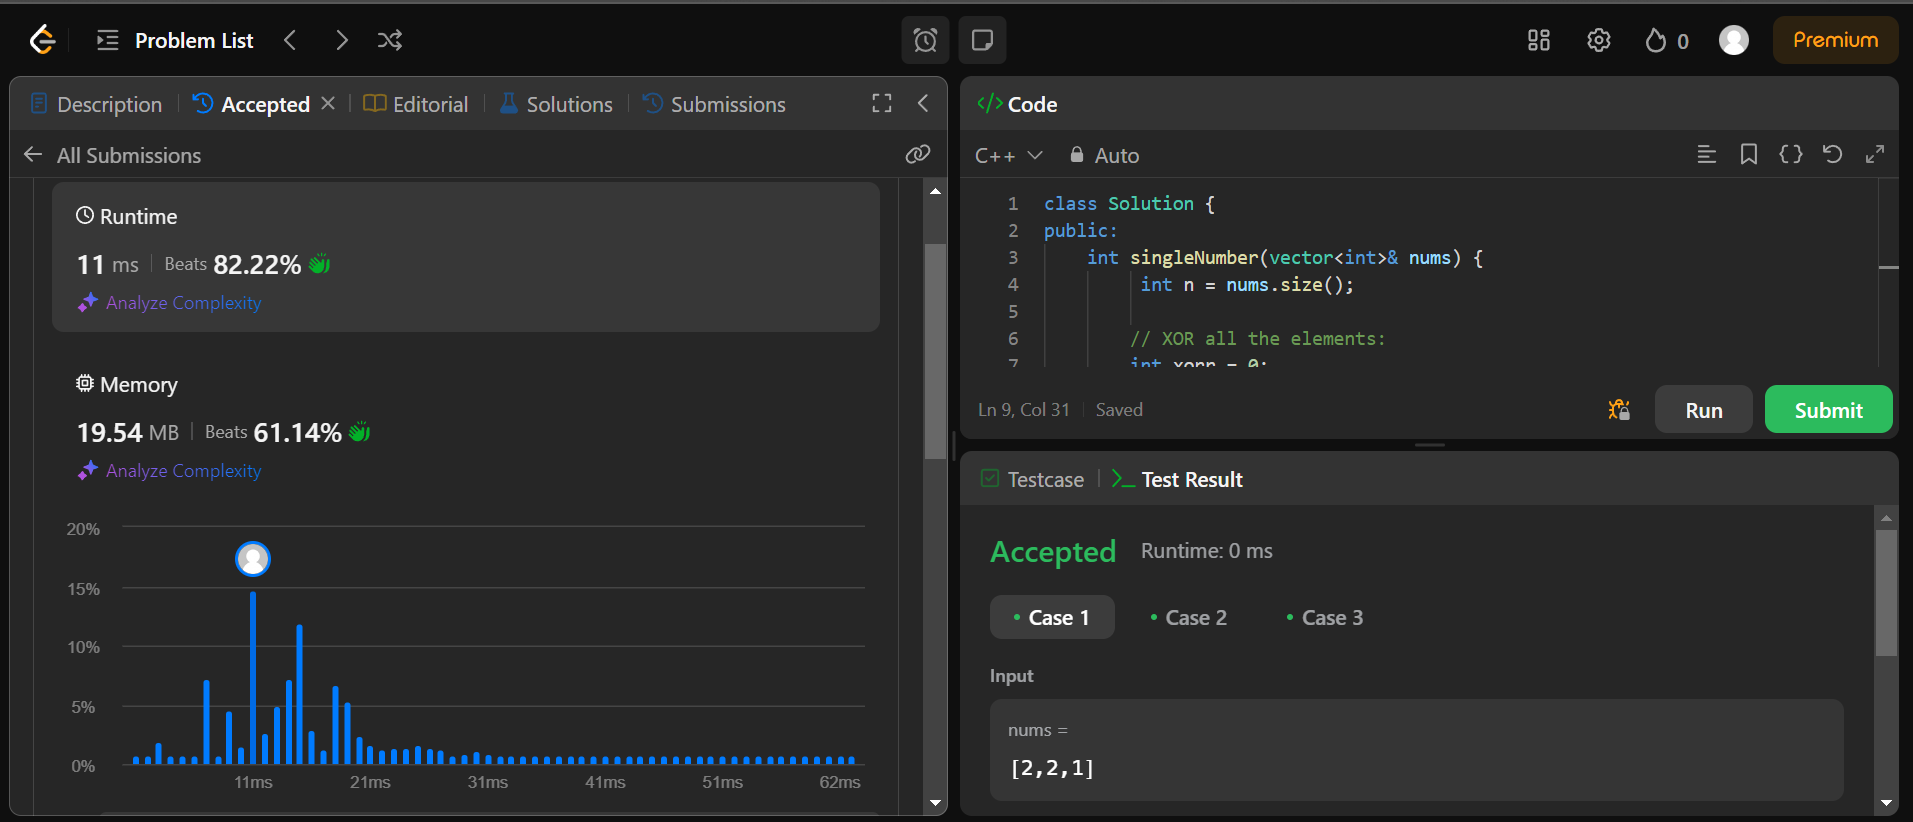 Problem List
0
Premium
Description
Accepted
Editorial
Solutions
Submissions
All Submissions
Runtime
11 ms
Beats 82.22%
Analyze Complexity
Memory
19.54 MB
Beats 61.14%
Analyze Complexity
20%
15%
10%
5%
0%
11ms
21ms
31ms
41ms
51ms
62ms
</> Code
C++
Auto
1 class Solution {
2 public:
3 int singleNumber(vector<int>& nums) {
4 int n = nums.size();
5
6 // XOR all the elements:
7 int xorr = 0;
Ln 9, Col 31
Saved
Run
Submit
Testcase
Test Result
Accepted
Runtime: 0 ms
Case 1
Case 2
Case 3
Input
nums =
[2,2,1]